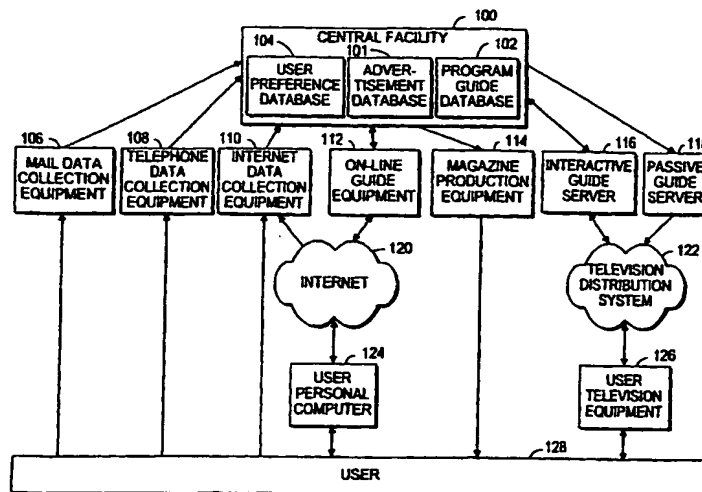 100
CENTRAL FACILITY
104
101
102
USER
PREFERENCE
DATABASE
ADVER-
TISEMENT
DATABASE
PROGRAM
GUIDE
DATABASE
106
108
110
112
114
116
MAIL DATA
COLLECTION
EQUIPMENT
TELEPHONE
DATA
COLLECTION
EQUIPMENT
INTERNET
DATA
COLLECTION
EQUIPMENT
ON-LINE
GUIDE
EQUIPMENT
MAGAZINE
PRODUCTION
EQUIPMENT
INTERACTIVE
GUIDE
SERVER
PASSIVE
GUIDE
SERVER
120
INTERNET
122
TELEVISION
DISTRIBUTION
SYSTEM
124
USER
PERSONAL
COMPUTER
126
USER
TELEVISION
EQUIPMENT
128
USER